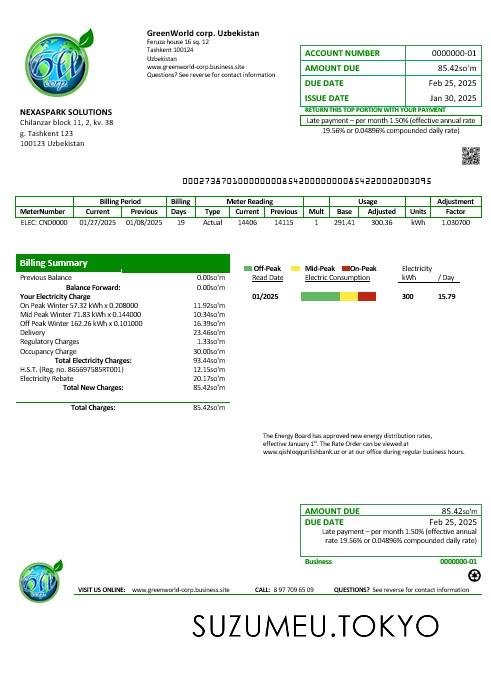 GreenWorld corp. Uzbekistan
Feruza house 16 sq. 12
Tashkent 100124
Uzbekistan
www.greenworld-corp.business.site
Questions? See reverse for contact information
GW
corp.
ACCOUNT NUMBER 0000000-01
AMOUNT DUE 85.42so'm
DUE DATE Feb 25, 2025
ISSUE DATE Jan 30, 2025
RETURN THIS TOP PORTION WITH YOUR PAYMENT
Late payment – per month 1.50% (effective annual rate
19.56% or 0.04896% compounded daily rate)
NEXASPARK SOLUTIONS
Chilanzar block 11, 2, kv. 38
g. Tashkent 123
100123 Uzbekistan
Billing Period Billing Meter Reading Usage Adjustment
MeterNumber Current Previous Days Type Current Previous Mult Base Adjusted Units Factor
ELEC: CND0000 01/27/2025 01/08/2025 19 Actual 14406 14115 1 291.41 300.36 kWh 1.030700
Billing Summary
Previous Balance 0.00so'm
Balance Forward: 0.00so'm
Your Electricity Charge
On Peak Winter 57.32 kWh x 0.208000 11.92so'm
Mid Peak Winter 71.83 kWh x 0.144000 10.34so'm
Off Peak Winter 162.26 kWh x 0.101000 16.39so'm
Delivery 23.46so'm
Regulatory Charges 1.33so'm
Occupancy Charge 30.00so'm
Total Electricity Charges: 93.44so'm
H.S.T. (Reg. no. 865697585RT001) 12.15so'm
Electricity Rebate 20.17so'm
Total New Charges: 85.42so'm
Total Charges: 85.42so'm
Off-Peak Mid-Peak On-Peak Electricity
Read Date Electric Consumption kWh / Day
01/2025 300 15.79
The Energy Board has approved new energy distribution rates,
effective January 1st. The Rate Order can be viewed at
www.qishloqqurilishbank.uz or at our office during regular business hours.
AMOUNT DUE 85.42so'm
DUE DATE Feb 25, 2025
Late payment – per month 1.50% (effective annual
rate 19.56% or 0.04896% compounded daily rate)
Business 0000000-01
GW
corp.
VISIT US ONLINE: www.greenworld-corp.business.site CALL: 8 97 709 65 09 QUESTIONS? See reverse for contact information
SUZUMEU.TOKYO